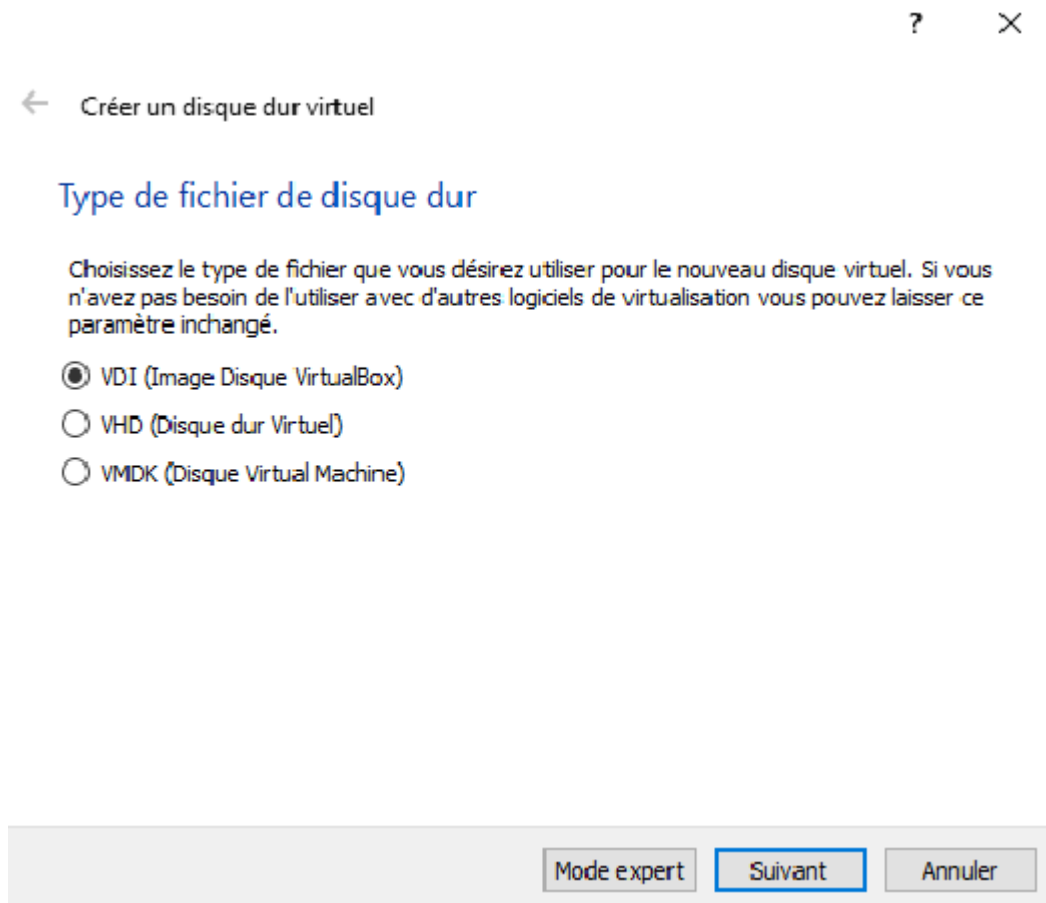 ?
Créer un disque dur virtuel
Type de fichier de disque dur
Choisissez le type de fichier que vous désirez utiliser pour le nouveau disque virtuel. Si vous
n'avez pas besoin de l'utiliser avec d'autres logiciels de virtualisation vous pouvez laisser ce
paramètre inchangé.
VDI (Image Disque VirtualBox)
VHD (Disque dur Virtuel)
VMDK (Disque Virtual Machine)
Mode expert Suivant Annuler